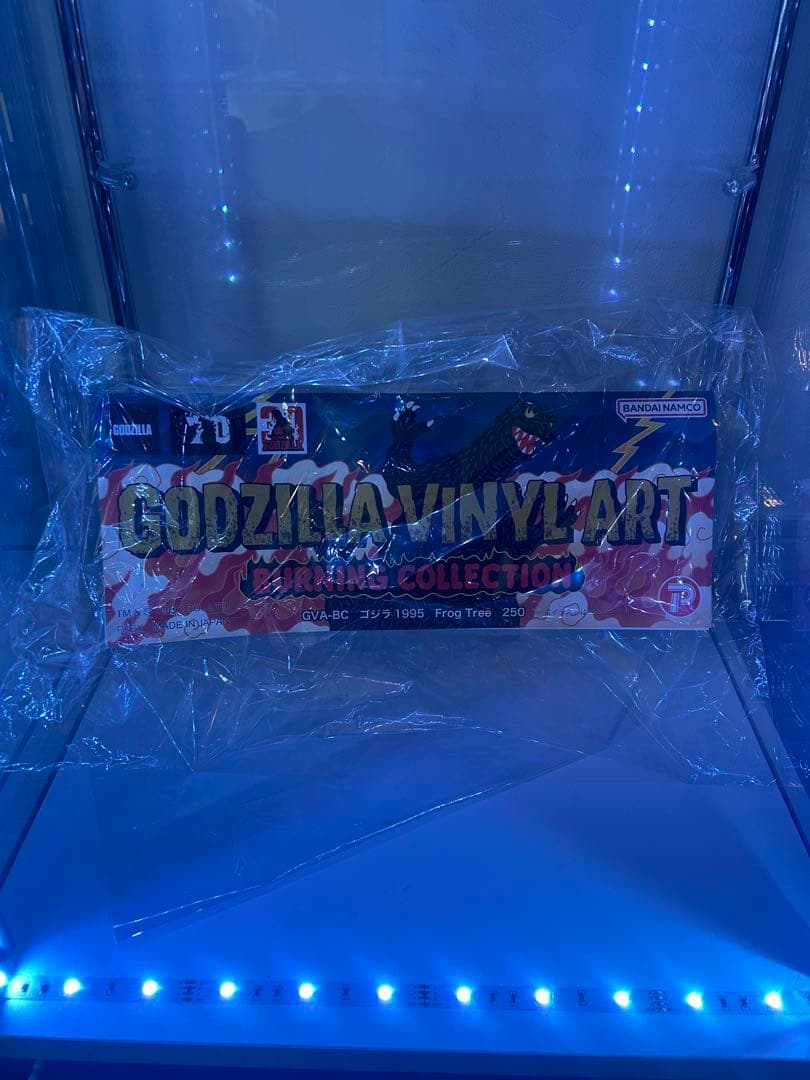 GODZILLA
70
BANDAI NAMCO
GODZILLA VINYL ART
BURNING COLLECTION
GVA-BC ゴジラ 1995 Frog Tree 250
TM &
MADE IN JAPAN